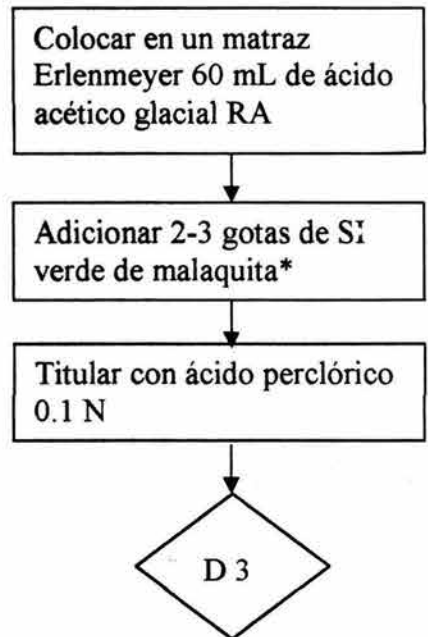 Colocar en un matraz
Erlenmeyer 60 mL de ácido
acético glacial RA
Adicionar 2-3 gotas de SI
verde de malaquita*
Titular con ácido perclórico
0.1 N
D 3